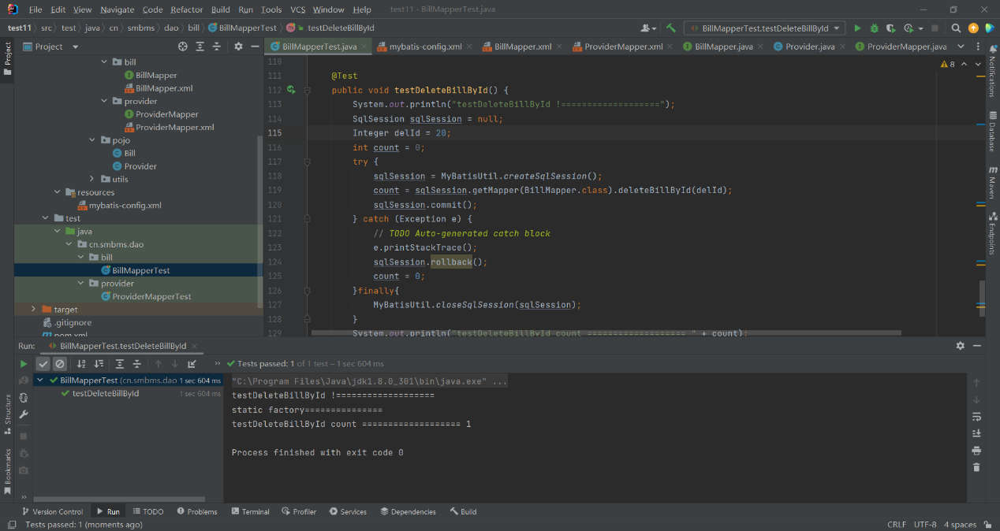 File Edit View Navigate Code Refactor Build Run Tools VCS Window Help test11 - BillMapperTest.java
test11 src test java cn smbms dao bill BillMapperTest testDeleteBillById BillMapperTest.testDeleteBillById
Project BillMapperTest.java mybatis-config.xml BillMapper.xml ProviderMapper.xml BillMapper.java Provider.java ProviderMapper.java
Project
Notifications
Database
Maven
Endpoints
Structure
Bookmarks
bill
BillMapper
BillMapper.xml
provider
ProviderMapper
ProviderMapper.xml
pojo
Bill
Provider
utils
resources
mybatis-config.xml
test
java
cn.smbms.dao
bill
BillMapperTest
provider
ProviderMapperTest
target
.gitignore
pom.xml
8
110
111 @Test
112 public void testDeleteBillById() {
113 System.out.println("testDeleteBillById !===================");
114 SqlSession sqlSession = null;
115 Integer delId = 20;
116 int count = 0;
117 try {
118 sqlSession = MyBatisUtil.createSqlSession();
119 count = sqlSession.getMapper(BillMapper.class).deleteBillById(delId);
120 sqlSession.commit();
121 } catch (Exception e) {
122 // TODO Auto-generated catch block
123 e.printStackTrace();
124 sqlSession.rollback();
125 count = 0;
126 }finally{
127 MyBatisUtil.closeSqlSession(sqlSession);
128 }
129 System.out.println("testDeleteBillById count =================== " + count);
Run: BillMapperTest.testDeleteBillById
Tests passed: 1 of 1 test – 1 sec 604 ms
BillMapperTest (cn.smbms.dao 1 sec 604 ms
testDeleteBillById 1 sec 604 ms
"C:\Program Files\Java\jdk1.8.0_301\bin\java.exe" ...
testDeleteBillById !===================
static factory===============
testDeleteBillById count =================== 1
Process finished with exit code 0
Version Control Run TODO Problems Terminal Profiler Services Dependencies Build
Tests passed: 1 (moments ago) CRLF UTF-8 4 spaces